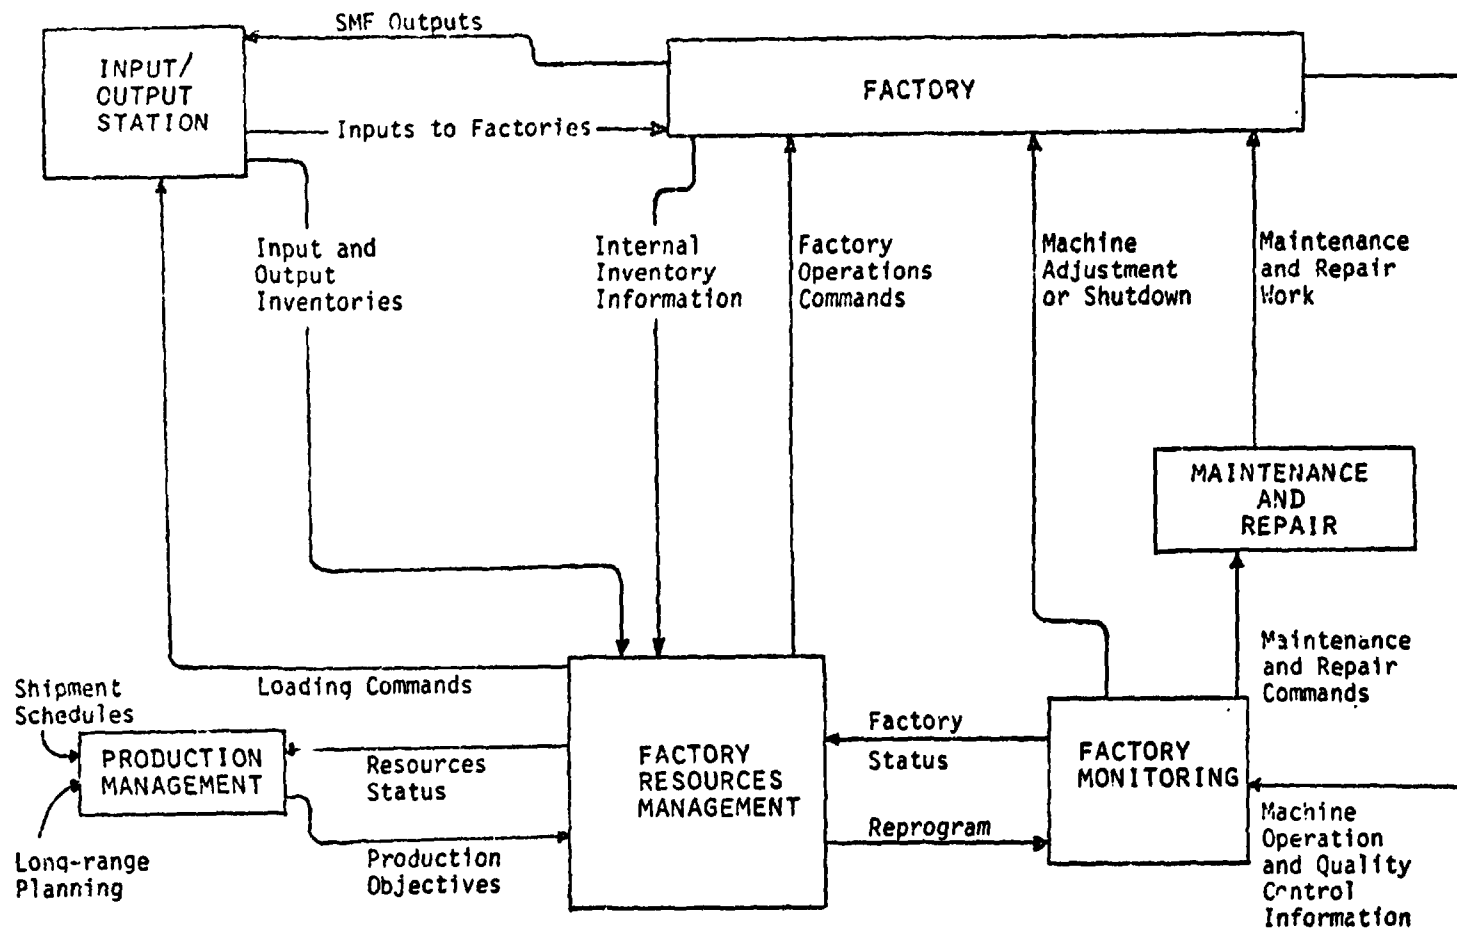 SMF Outputs
INPUT/
OUTPUT
STATION
FACTORY
Inputs to Factories
Input and
Output
Inventories
Internal
Inventory
Information
Factory
Operations
Commands
Machine
Adjustment
or Shutdown
Maintenance
and Repair
Work
MAINTENANCE
AND
REPAIR
Maintenance
and Repair
Commands
Loading Commands
Shipment
Schedules
PRODUCTION
MANAGEMENT
Long-range
Planning
Resources
Status
Production
Objectives
FACTORY
RESOURCES
MANAGEMENT
Factory
Status
Reprogram
FACTORY
MONITORING
Machine
Operation
and Quality
Control
Information